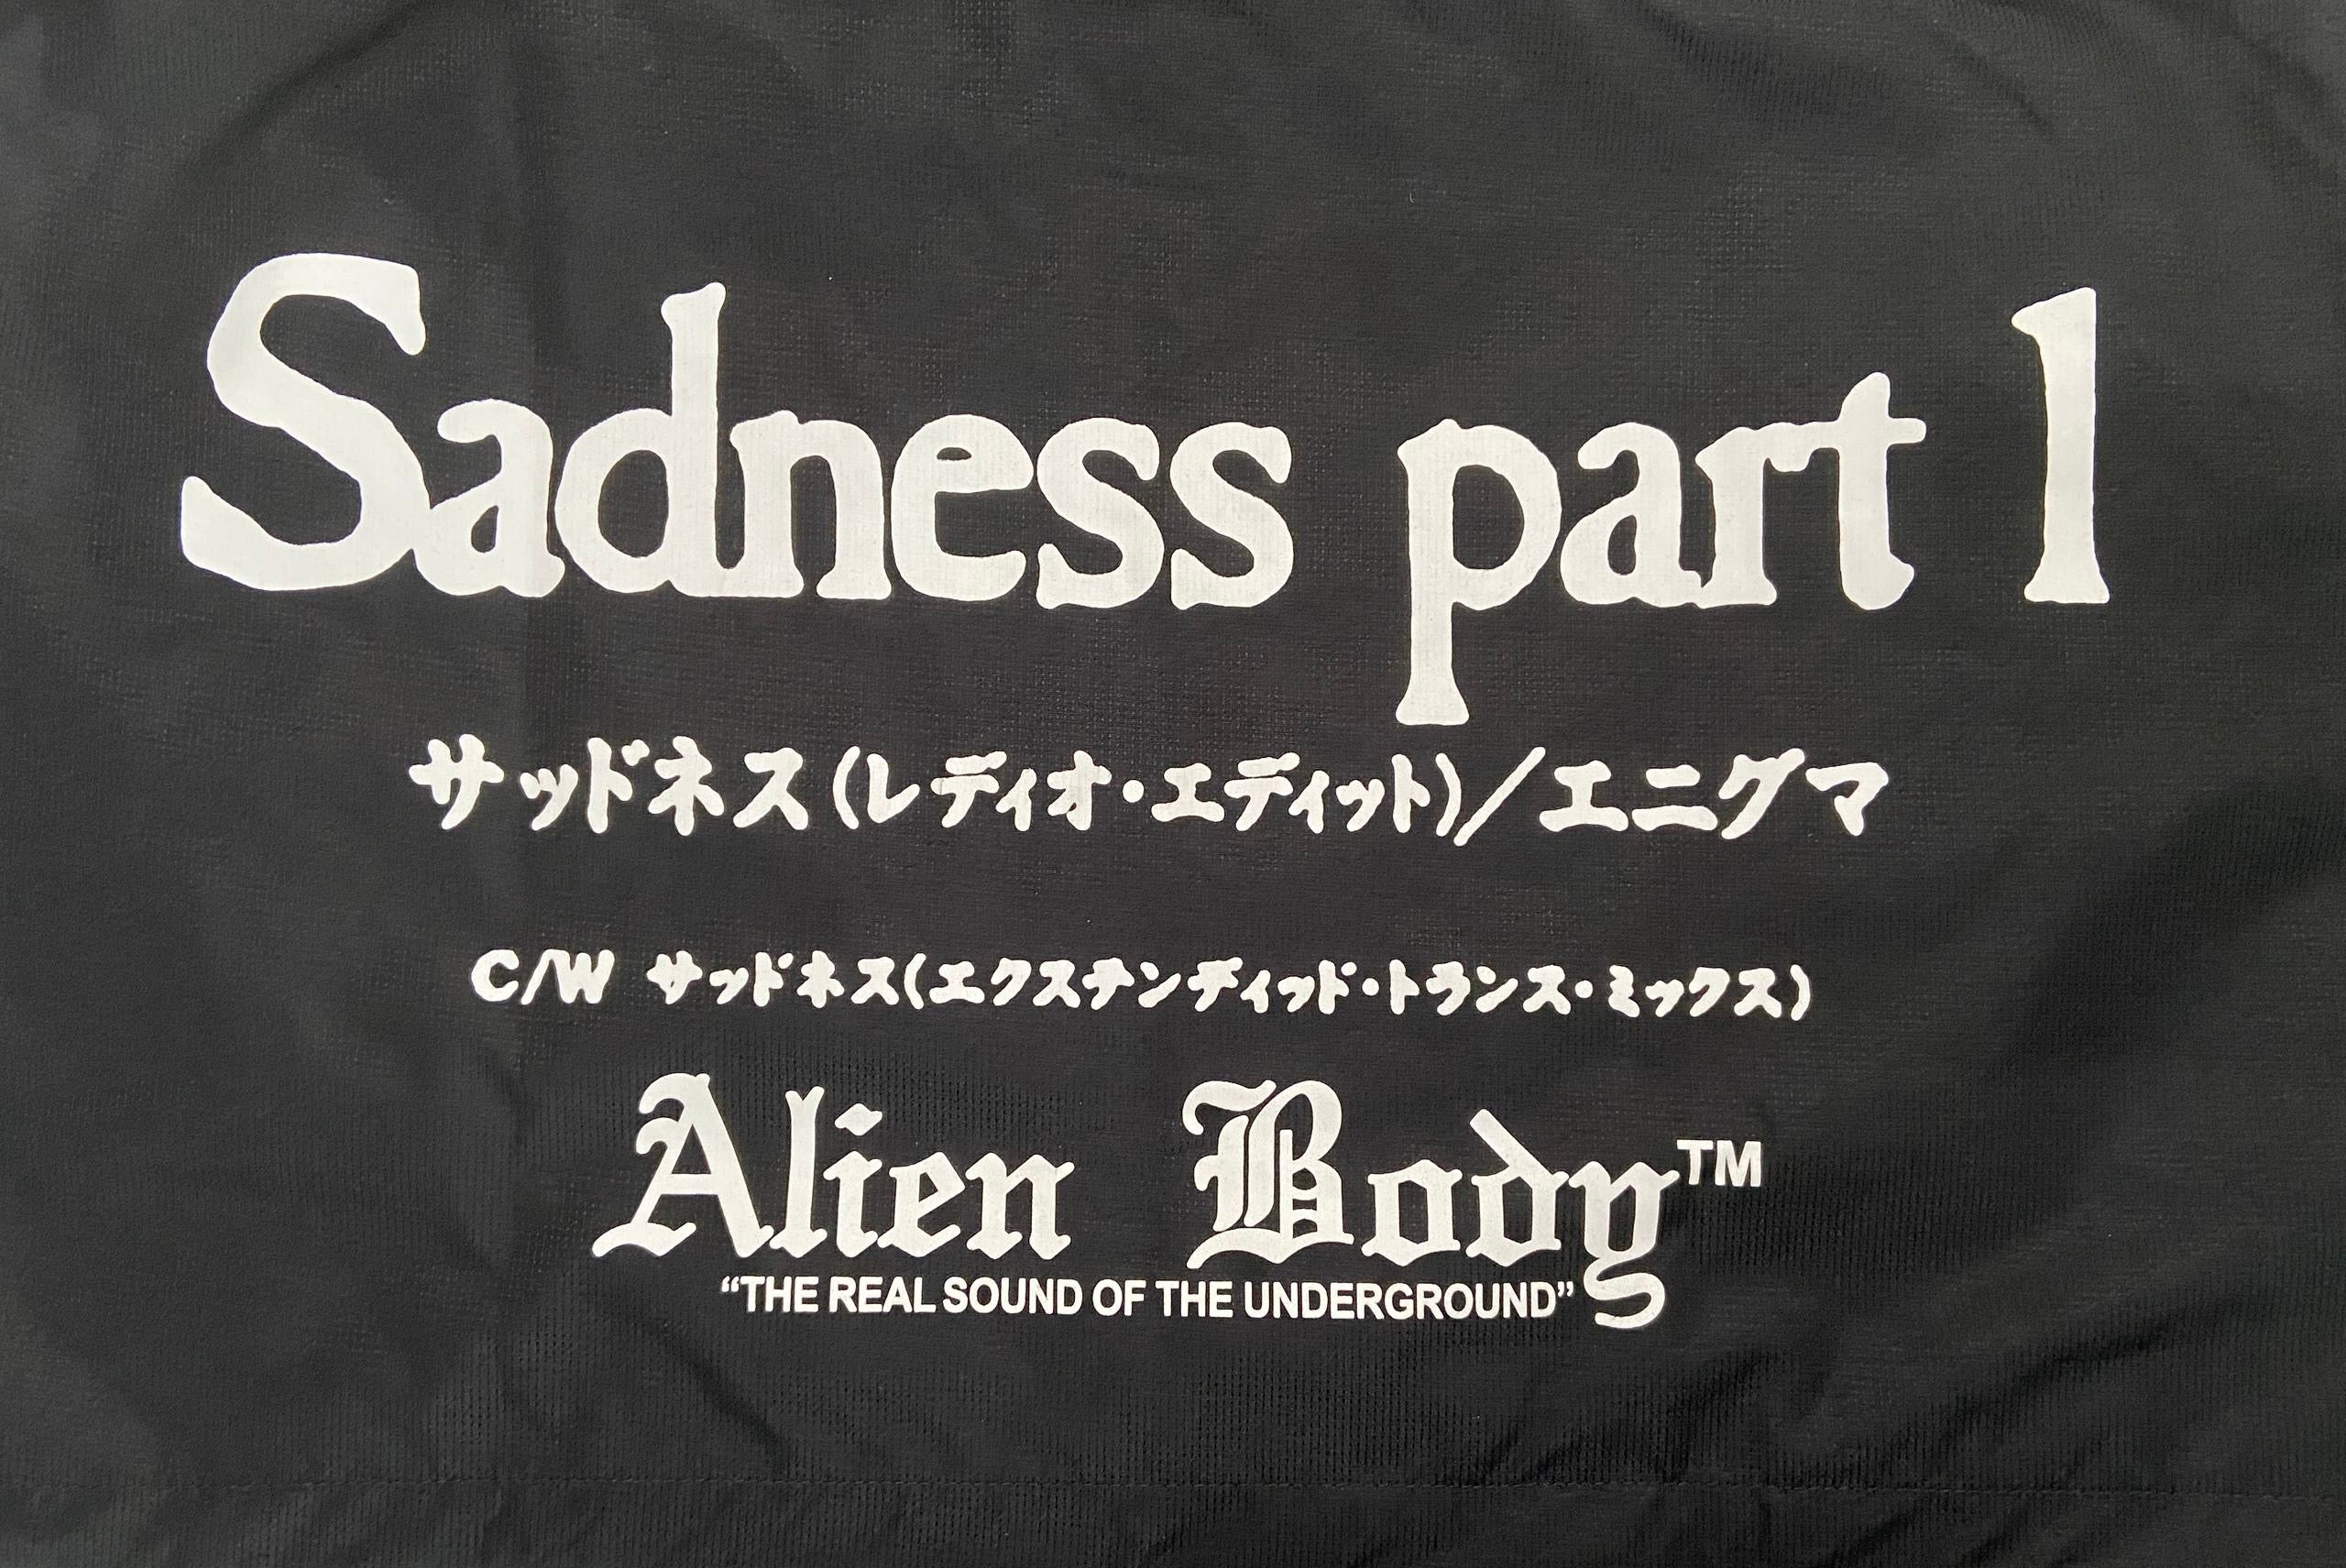 Sadness part 1
サッドネス(レディオ・エディット)/エニグマ
C/W サッドネス(エクステンディッド・トランス・ミックス)
Alien Body™
“THE REAL SOUND OF THE UNDERGROUND”